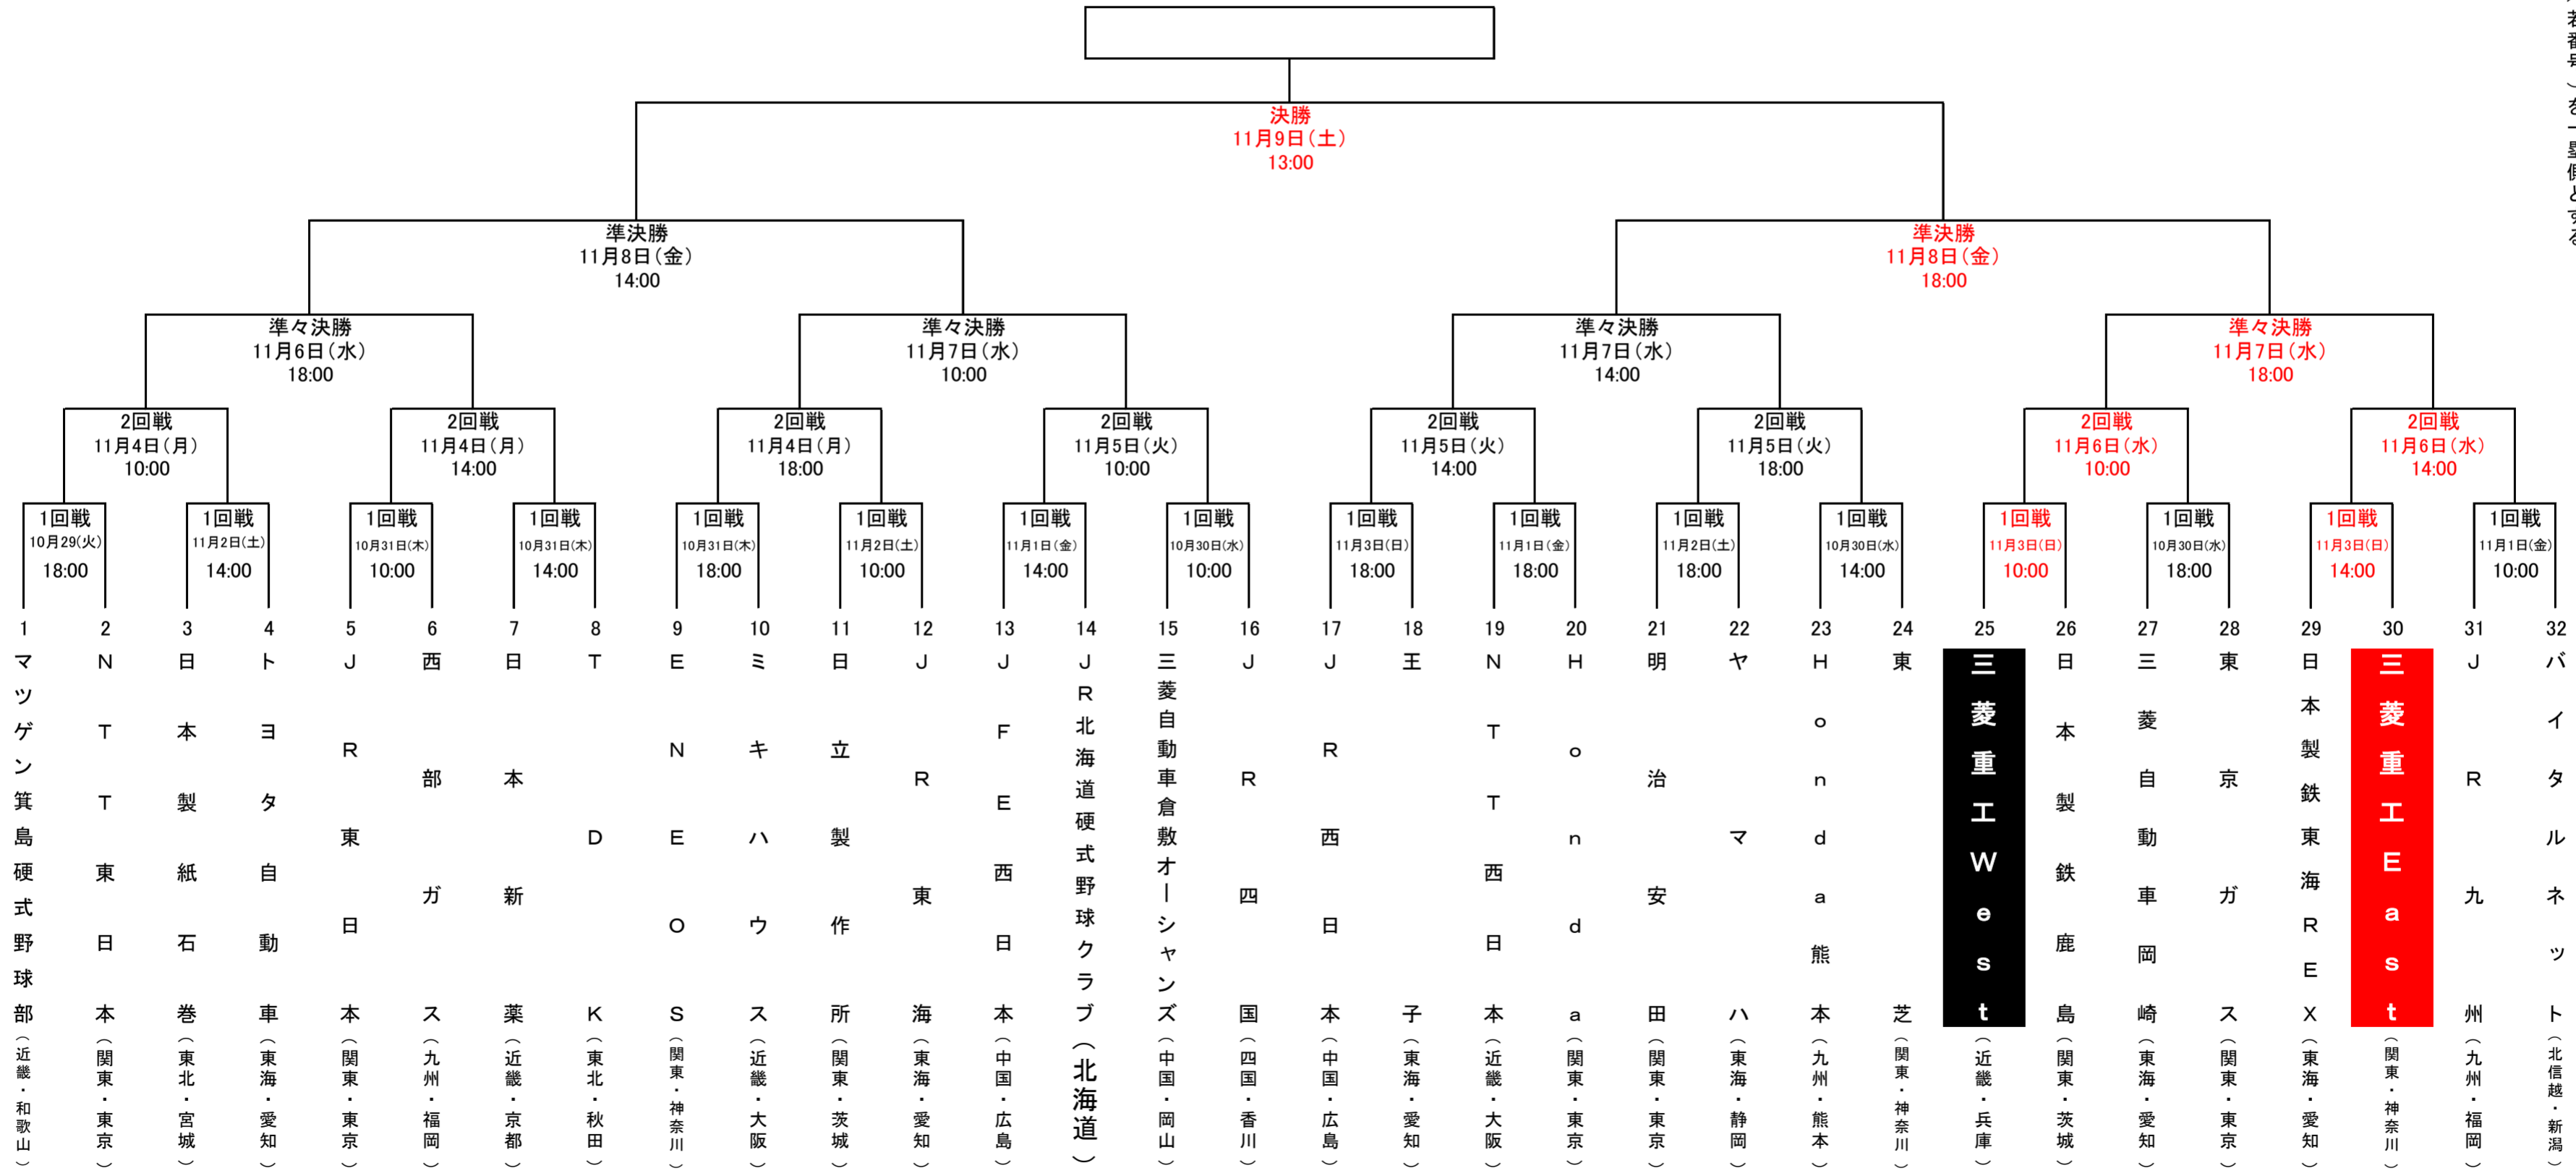 若番号）を一塁側とする
決勝
11月9日（土）
13:00
準決勝
11月8日（金）
14:00
準決勝
11月8日（金）
18:00
準々決勝
11月6日（水）
18:00
準々決勝
11月7日（水）
10:00
準々決勝
11月7日（水）
14:00
準々決勝
11月7日（水）
18:00
2回戦
11月4日（月）
10:00
2回戦
11月4日（月）
14:00
2回戦
11月4日（月）
18:00
2回戦
11月5日（火）
10:00
2回戦
11月5日（火）
14:00
2回戦
11月5日（火）
18:00
2回戦
11月6日（水）
10:00
2回戦
11月6日（水）
14:00
1回戦
10月29(火)
18:00
1回戦
11月2日(土)
14:00
1回戦
10月31日(木)
10:00
1回戦
10月31日(木)
14:00
1回戦
10月31日(木)
18:00
1回戦
11月2日(土)
10:00
1回戦
11月1日(金)
14:00
1回戦
10月30日(水)
10:00
1回戦
11月3日(日)
18:00
1回戦
11月1日(金)
18:00
1回戦
11月2日(土)
18:00
1回戦
10月30日(水)
14:00
1回戦
11月3日(日)
10:00
1回戦
10月30日(水)
18:00
1回戦
11月3日(日)
14:00
1回戦
11月1日(金)
10:00
1 マツゲン箕島硬式野球部（近畿・和歌山）
2 NTT東日本（関東・東京）
3 日本製紙石巻（東北・宮城）
4 トヨタ自動車（東海・愛知）
5 JR東日本（関東・東京）
6 西部ガス（九州・福岡）
7 日本新薬（近畿・京都）
8 TDK（東北・秋田）
9 ENEOS（関東・神奈川）
10 ミキハウス（近畿・大阪）
11 日立製作所（関東・茨城）
12 JR東海（東海・愛知）
13 JFE西日本（中国・広島）
14 JR北海道硬式野球クラブ（北海道）
15 三菱自動車倉敷オーシャンズ（中国・岡山）
16 JR四国（四国・香川）
17 JR西日本（中国・広島）
18 王子（東海・愛知）
19 NTT西日本（近畿・大阪）
20 Honda（関東・東京）
21 明治安田（関東・東京）
22 ヤマハ（東海・静岡）
23 Honda熊本（九州・熊本）
24 東芝（関東・神奈川）
25 三菱重工West（近畿・兵庫）
26 日本製鉄鹿島（関東・茨城）
27 三菱自動車岡崎（東海・愛知）
28 東京ガス（関東・東京）
29 日本製鉄東海REX（東海・愛知）
30 三菱重工East（関東・神奈川）
31 JR九州（九州・福岡）
32 バイタルネット（北信越・新潟）